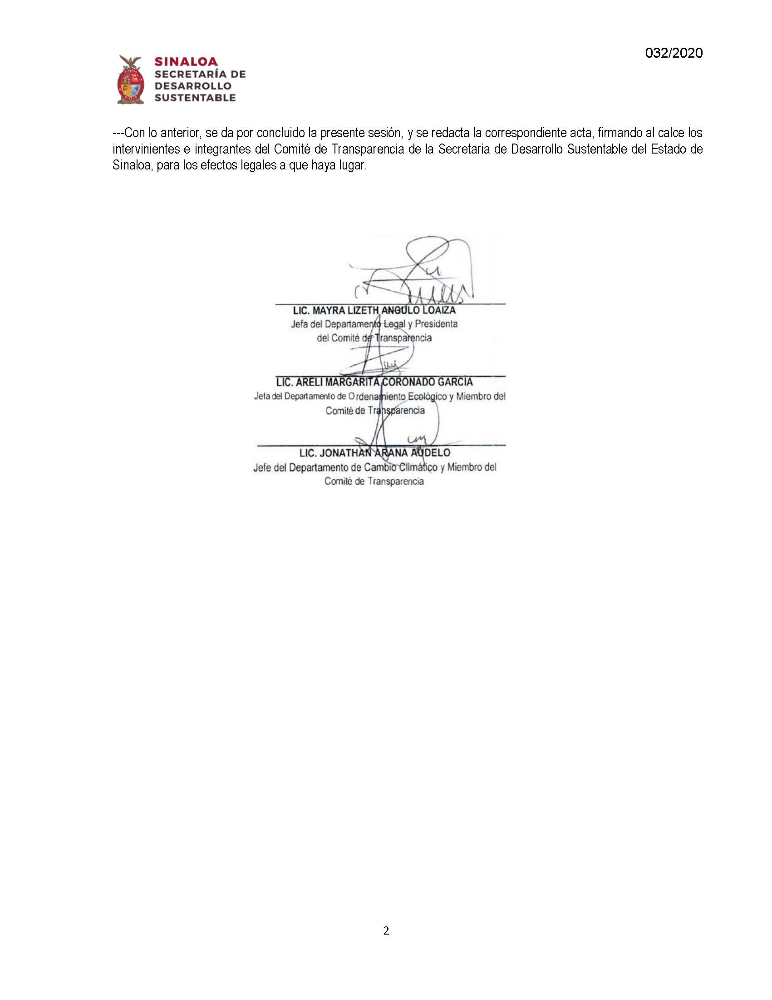 032/2020
SINALOA
SECRETARÍA DE
DESARROLLO
SUSTENTABLE
---Con lo anterior, se da por concluido la presente sesión, y se redacta la correspondiente acta, firmando al calce los
intervinientes e integrantes del Comité de Transparencia de la Secretaria de Desarrollo Sustentable del Estado de
Sinaloa, para los efectos legales a que haya lugar.
LIC. MAYRA LIZETH ANGULO LOAIZA
Jefa del Departamento Legal y Presidenta
del Comité de Transparencia
LIC. ARELI MARGARITA CORONADO GARCÍA
Jefa del Departamento de Ordenamiento Ecológico y Miembro del
Comité de Transparencia
LIC. JONATHAN ARANA AUDELO
Jefe del Departamento de Cambio Climático y Miembro del
Comité de Transparencia
2